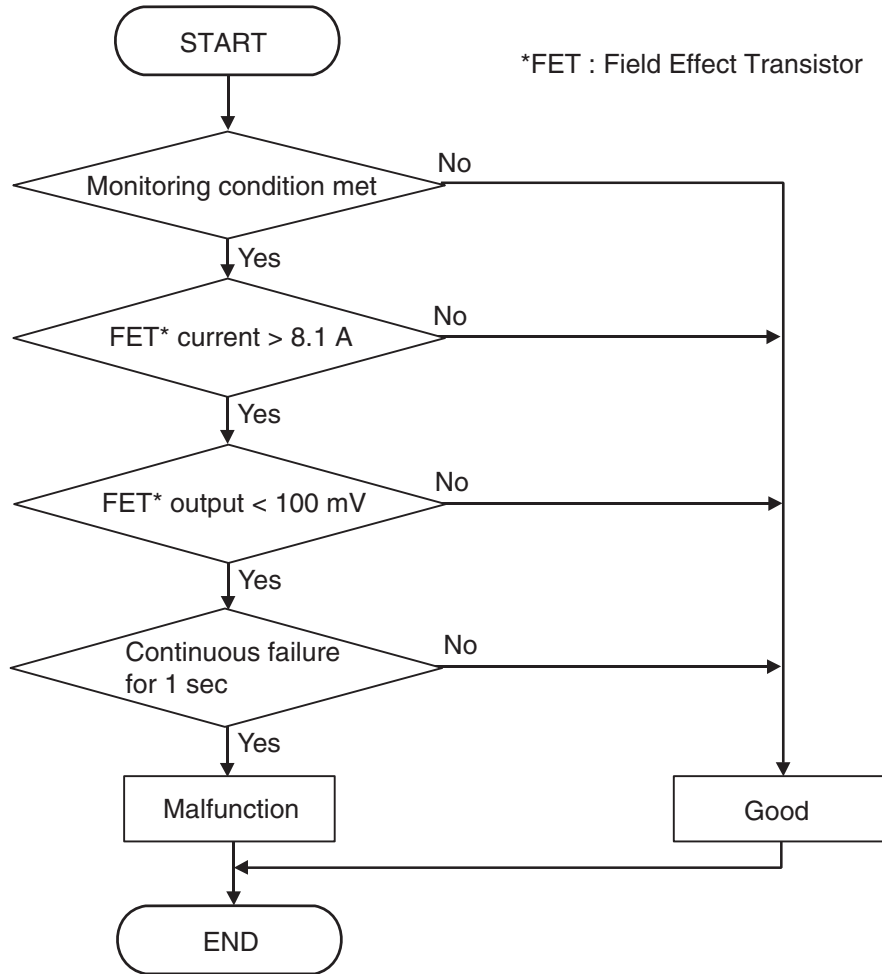 START
*FET : Field Effect Transistor
Monitoring condition met
No
Yes
FET* current > 8.1 A
No
Yes
FET* output < 100 mV
No
Yes
Continuous failure
for 1 sec
No
Yes
Malfunction
Good
END